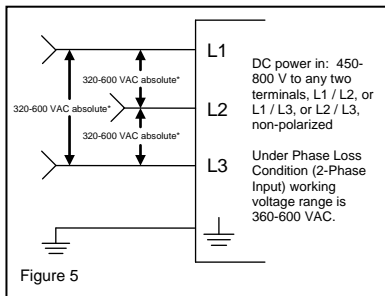 L1
320-600 VAC absolute*
320-600 VAC absolute*
L2
320-600 VAC absolute*
L3
DC power in: 450-
800 V to any two
terminals, L1 / L2, or
L1 / L3, or L2 / L3,
non-polarized
Under Phase Loss
Condition (2-Phase
Input) working
voltage range is
360-600 VAC.
Figure 5